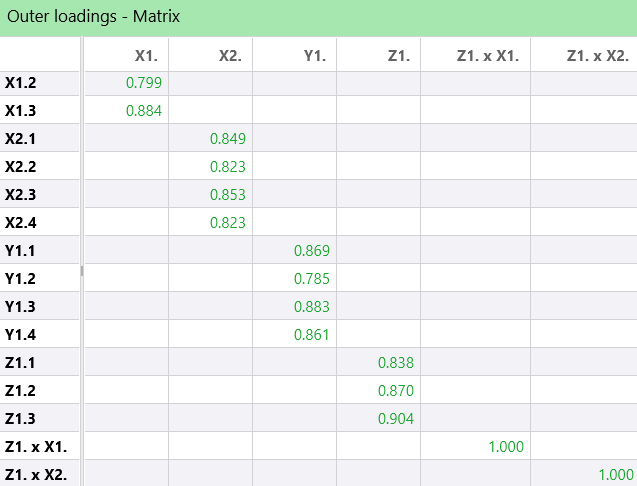 Outer loadings - Matrix
X1. X2. Y1. Z1. Z1. x X1. Z1. x X2.
X1.2 0.799
X1.3 0.884
X2.1 0.849
X2.2 0.823
X2.3 0.853
X2.4 0.823
Y1.1 0.869
Y1.2 0.785
Y1.3 0.883
Y1.4 0.861
Z1.1 0.838
Z1.2 0.870
Z1.3 0.904
Z1. x X1. 1.000
Z1. x X2. 1.000